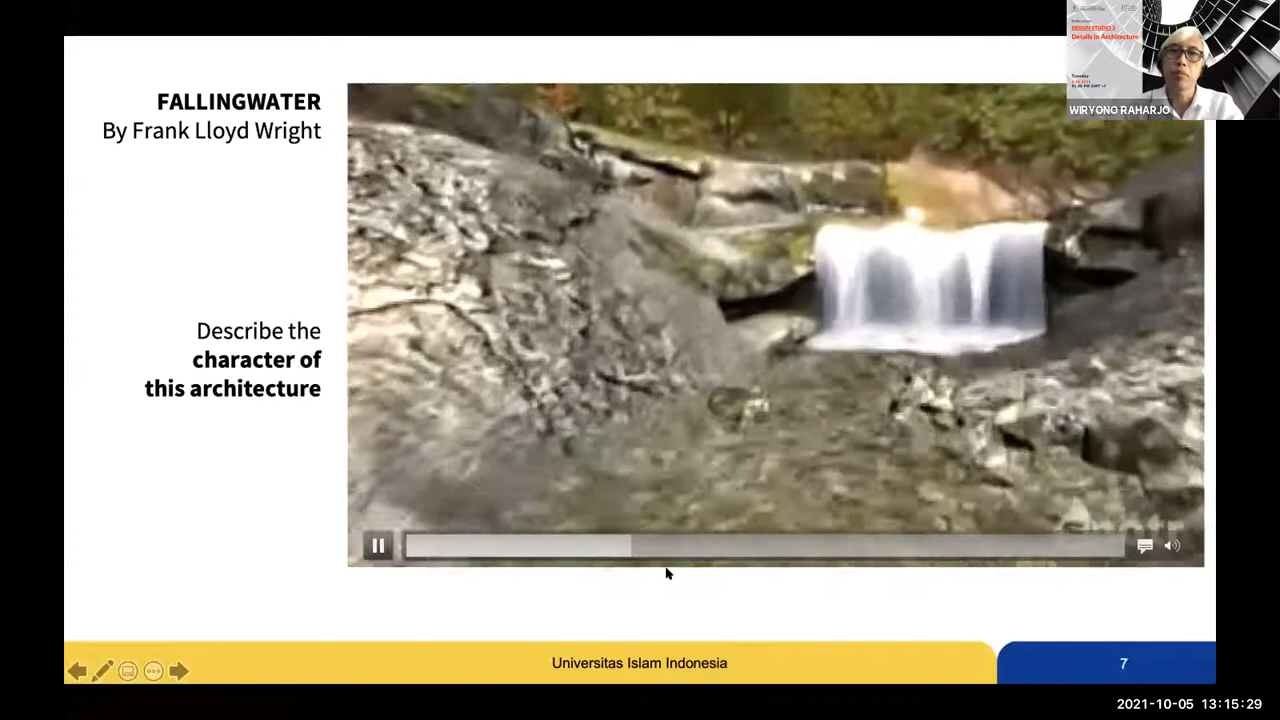 FALLINGWATER
By Frank Lloyd Wright
Describe the
character of
this architecture
DESIGN STUDIO 3
Details in Architecture
Tuesday
WIRYONO RAHARJO
Universitas Islam Indonesia
7
2021-10-05 13:15:29